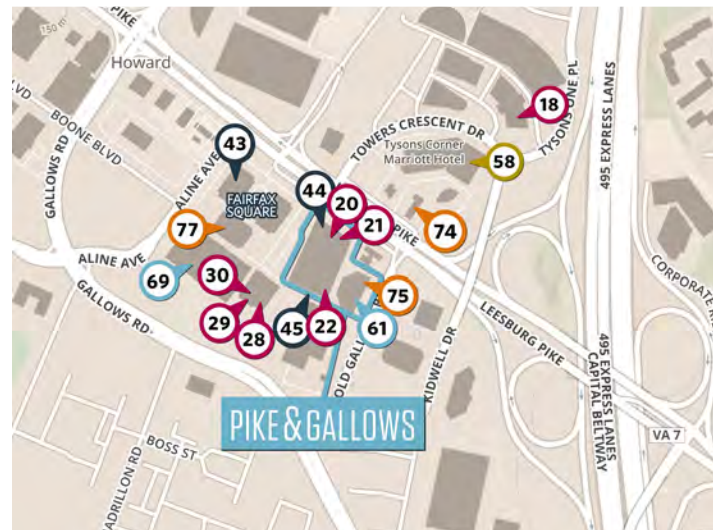 150 m
PIKE
Howard
BLVD
BOONE BLVD
GALLOWS RD
ALINE AVE
43
FAIRFAX
SQUARE
TOWERS CRESCENT DR
Tysons Corner
Marriott Hotel
18
TYSONS ONE PL
495 EXPRESS LANES
58
44
20
21
PIKE
74
77
ALINE AVE
69
30
29
28
45
22
75
61
GALLOWS RD
LEESBURG PIKE
KIDWELL DR
CORPORATE
495 EXPRESS LANES
CAPITAL BELTWAY
VA 7
PIKE & GALLOWS
BOSS ST